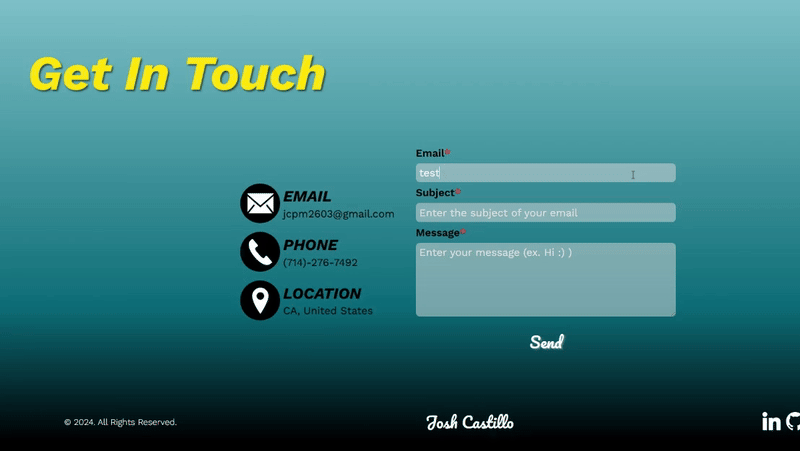 Get In Touch
EMAIL
jcpm2603@gmail.com
PHONE
(714)-276-7492
LOCATION
CA, United States
Email*
test
Subject*
Enter the subject of your email
Message*
Enter your message (ex. Hi :) )
Send
© 2024. All Rights Reserved.
Josh Castillo
in